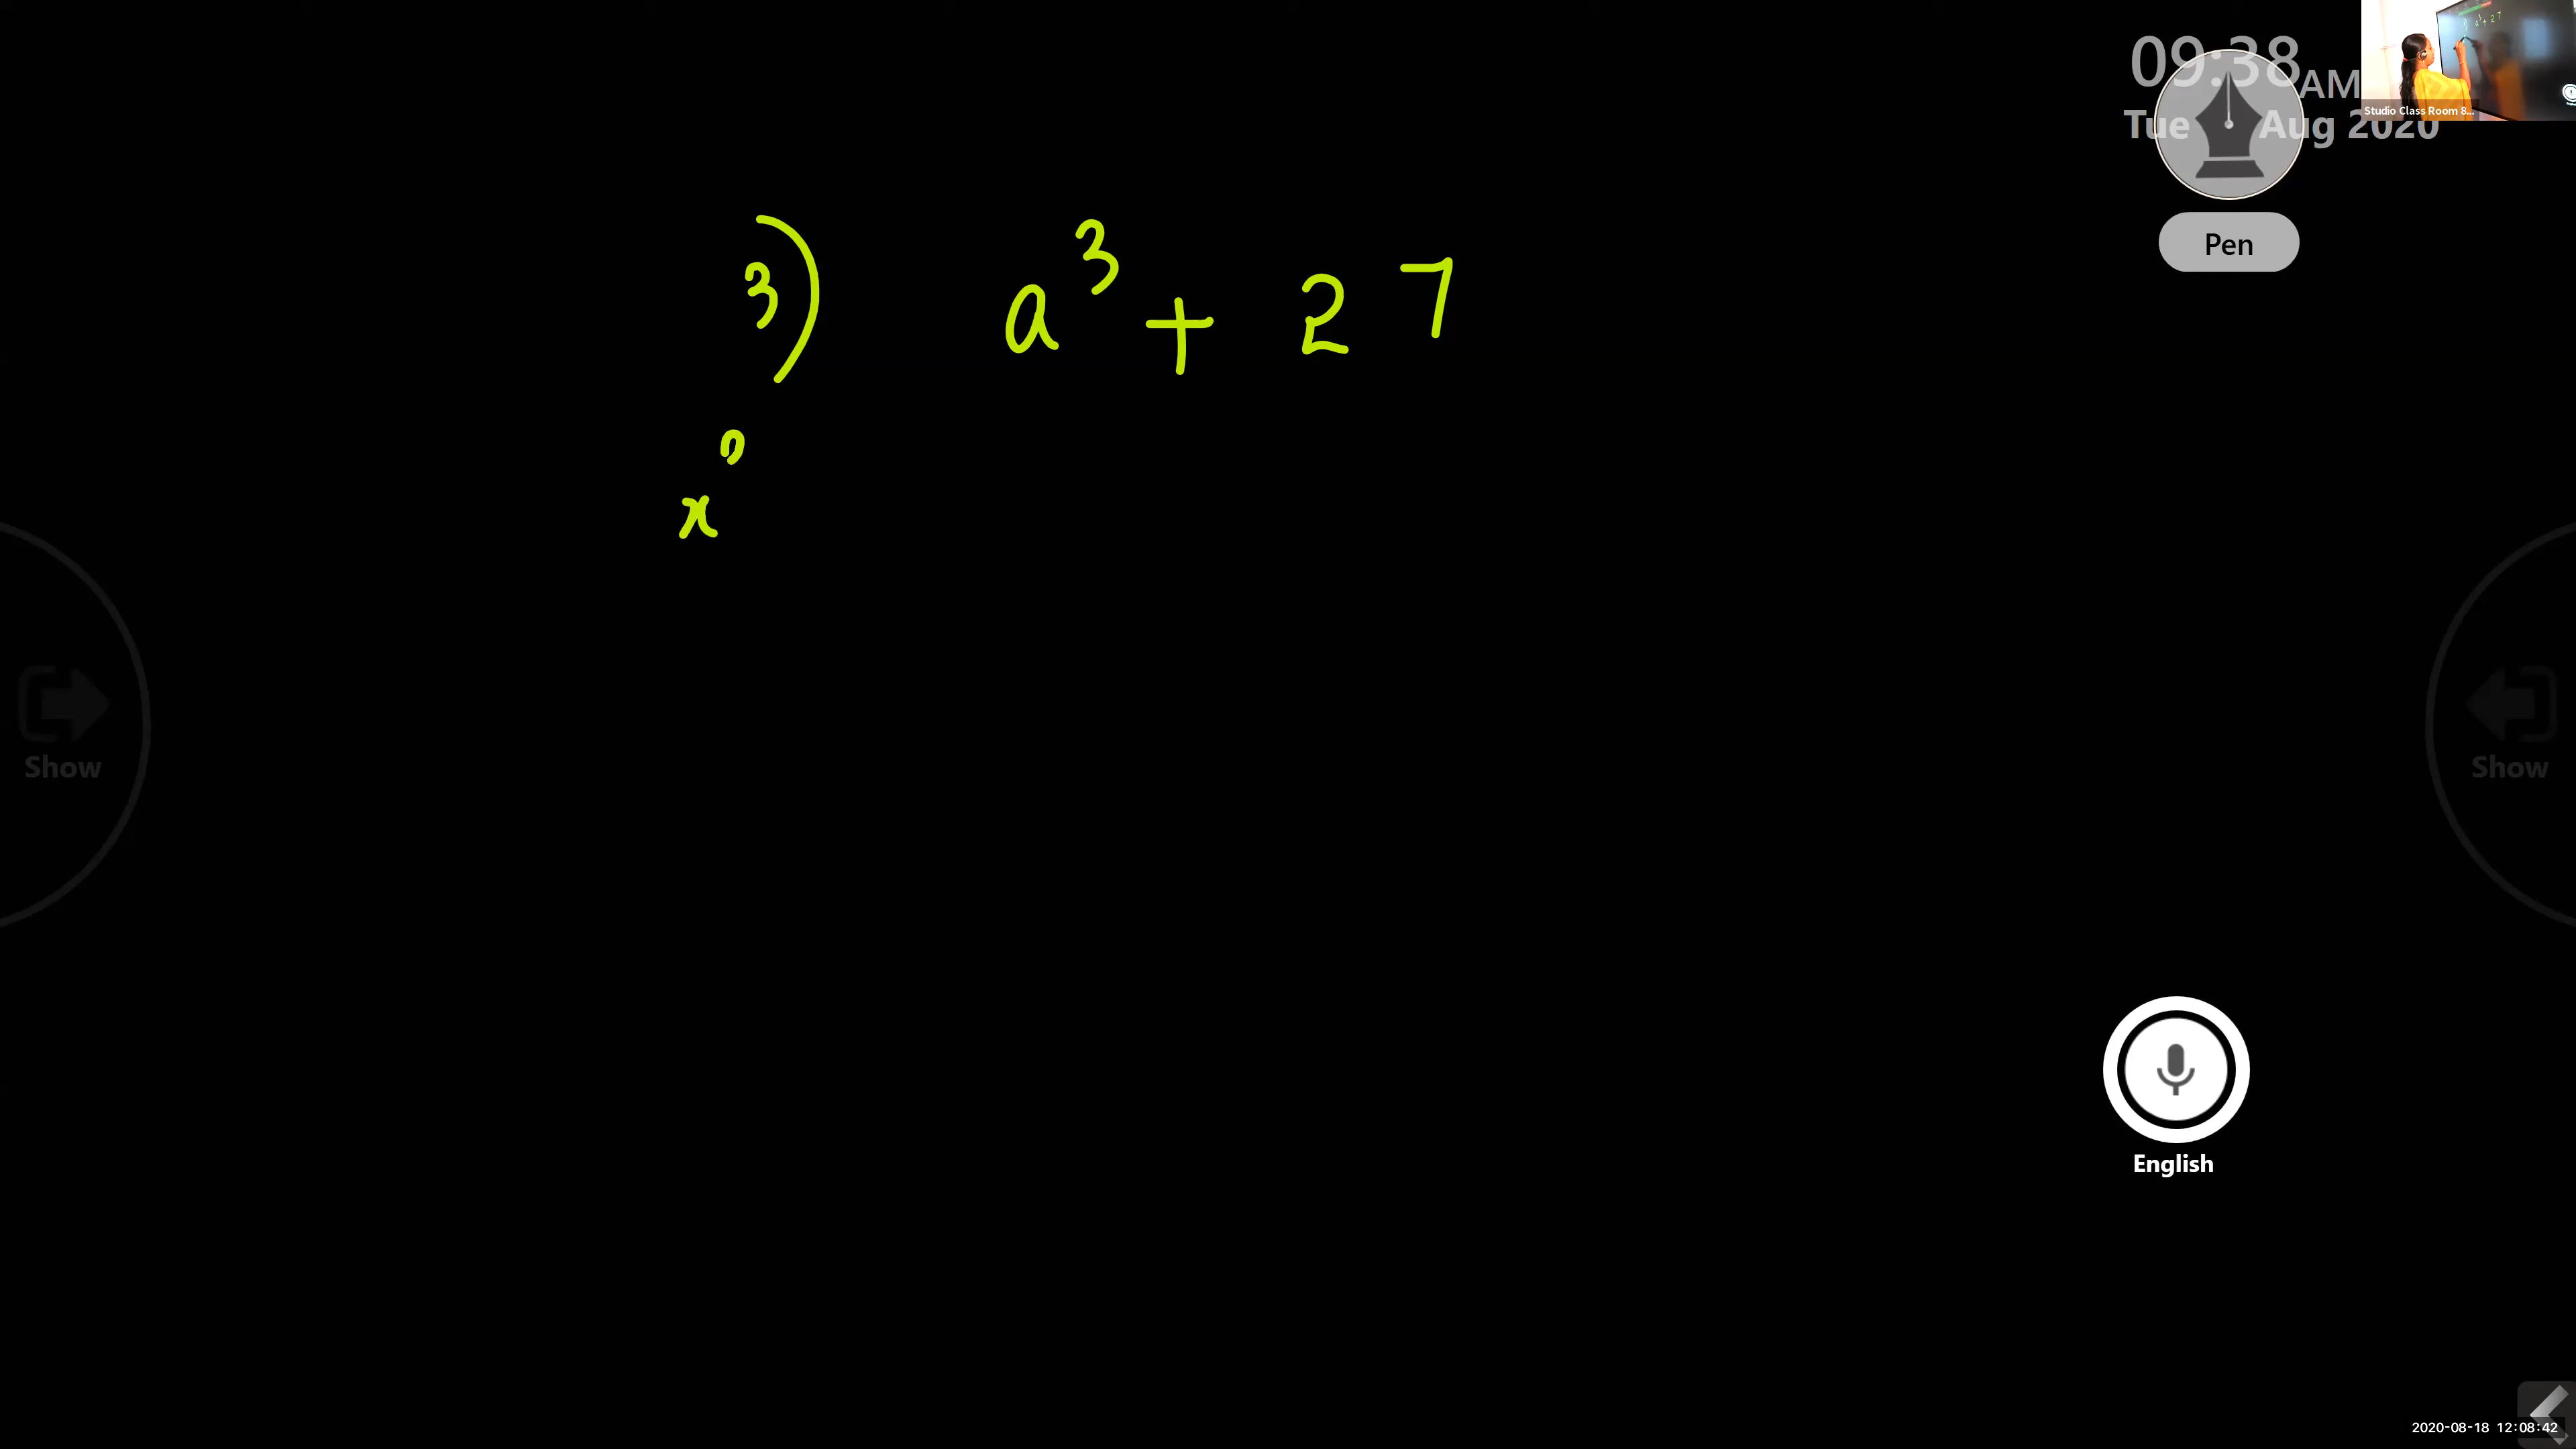 09:38 AM
Tue Aug 2020
Studio Class Room 8...
Pen
3) a³ + 27
x
Show
Show
English
2020-08-18 12:08:42